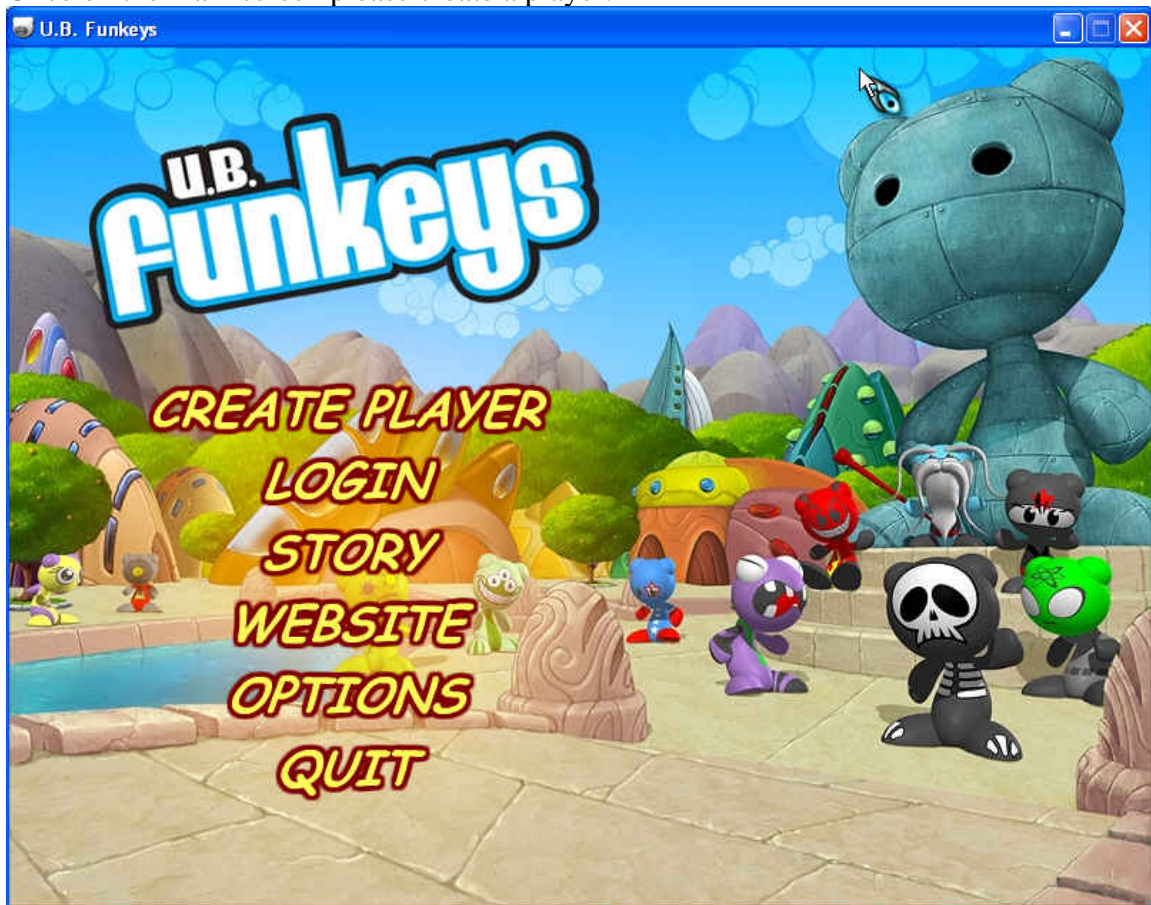 U.B. Funkeys
U.B.
funkeys
CREATE PLAYER
LOGIN
STORY
WEBSITE
OPTIONS
QUIT